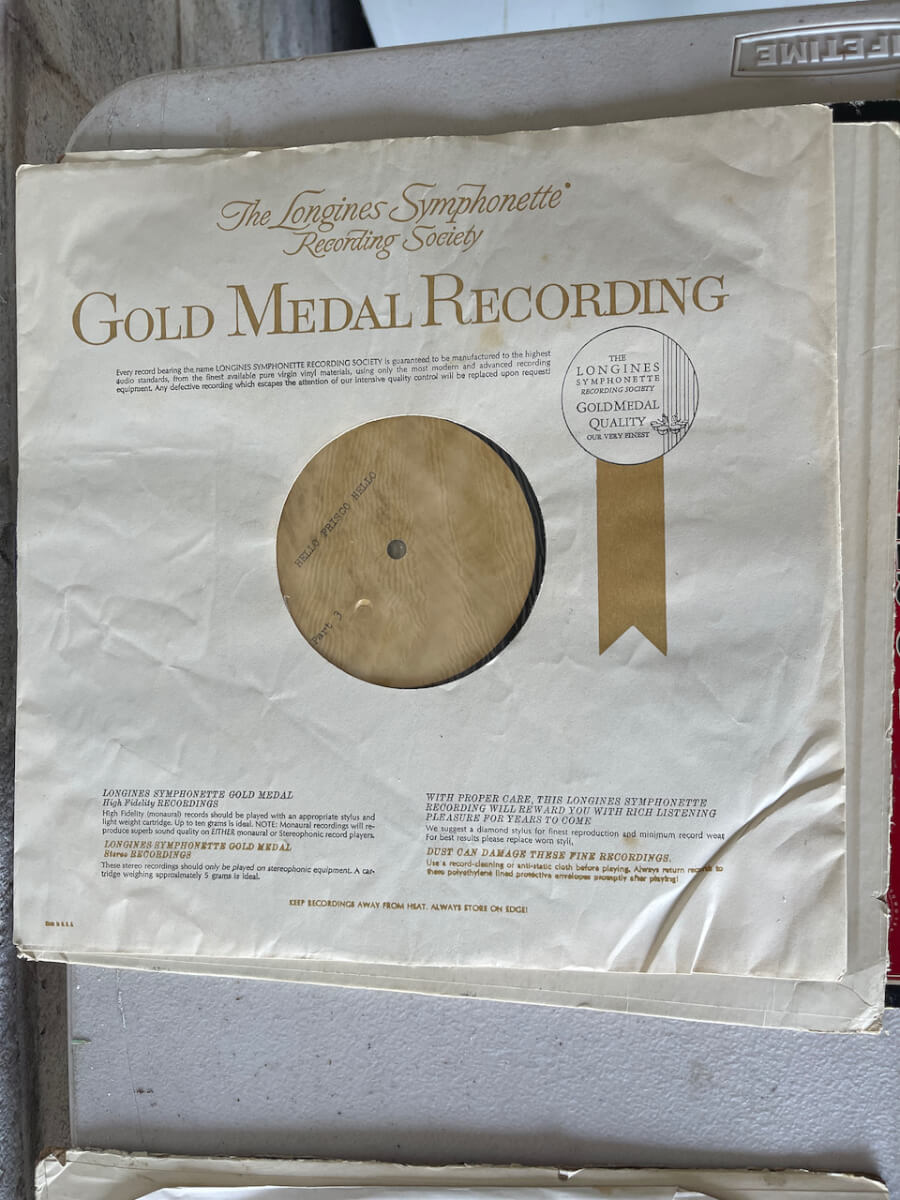 LIFETIME
The Longines Symphonette
Recording Society
GOLD MEDAL RECORDING
Every record bearing the name LONGINES SYMPHONETTE RECORDING SOCIETY is guaranteed to be manufactured to the highest
audio standards, from the finest available pure virgin vinyl materials, using only the most modern and advanced recording
equipment. Any defective recording which escapes the attention of our intensive quality control will be replaced upon request!
THE
LONGINES
SYMPHONETTE
RECORDING SOCIETY
GOLD MEDAL
QUALITY
OUR VERY FINEST
HELLO FRISCO HELLO
Part 3
LONGINES SYMPHONETTE GOLD MEDAL
High Fidelity RECORDINGS
High Fidelity (monaural) records should be played with an appropriate stylus and
light weight cartridge. Up to ten grams is ideal. NOTE: Monaural recordings will re-
produce superb sound quality on EITHER monaural or Stereophonic record players.
LONGINES SYMPHONETTE GOLD MEDAL
Stereo RECORDINGS
These stereo recordings should only be played on stereophonic equipment. A car-
tridge weighing approximately 5 grams is ideal.
WITH PROPER CARE, THIS LONGINES SYMPHONETTE
RECORDING WILL REWARD YOU WITH RICH LISTENING
PLEASURE FOR YEARS TO COME
We suggest a diamond stylus for finest reproduction and minimum record wear
For best results please replace worn styli.
DUST CAN DAMAGE THESE FINE RECORDINGS.
Use a record-cleaning or anti-static cloth before playing. Always return records to
these polyethylene lined protective envelopes promptly after playing!
KEEP RECORDINGS AWAY FROM HEAT. ALWAYS STORE ON EDGE!
Made in U.S.A.